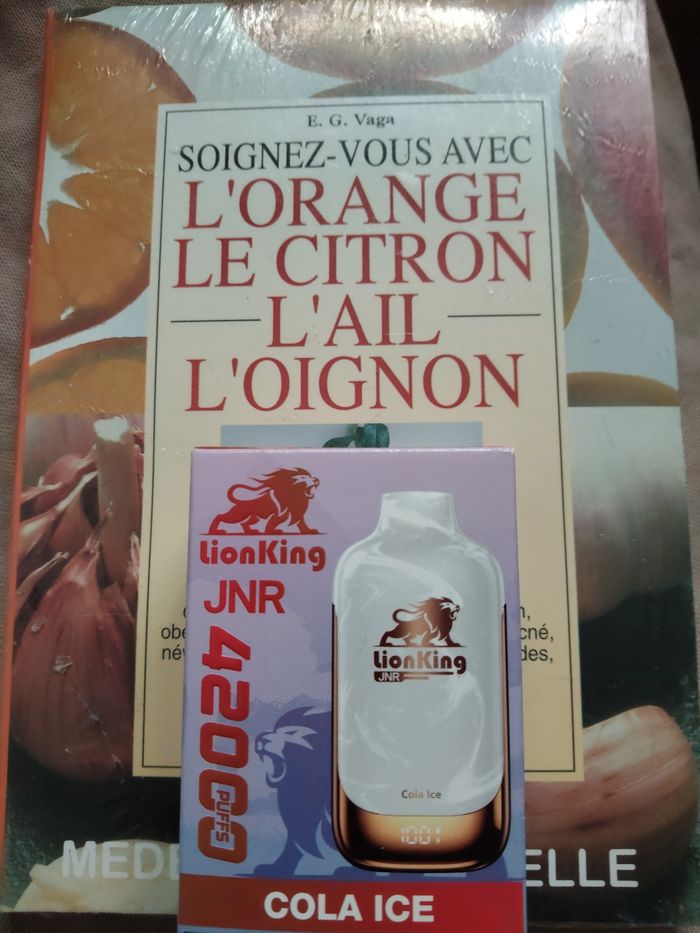 E. G. Vaga
SOIGNEZ-VOUS AVEC
L'ORANGE
LE CITRON
L'AIL
L'OIGNON
LionKing
JNR
42000
PUFFS
LionKing
JNR
Cola Ice
100%
COLA ICE